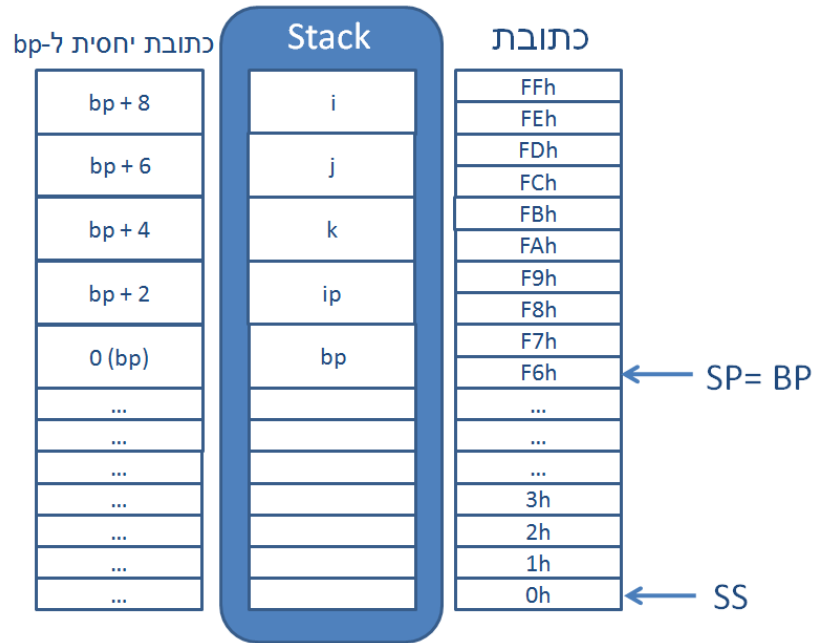 כתובת יחסית ל-bp
Stack
כתובת
bp + 8
i
FFh
FEh
bp + 6
j
FDh
FCh
bp + 4
k
FBh
FAh
bp + 2
ip
F9h
F8h
0 (bp)
bp
F7h
F6h
SP= BP
...
...
...
...
...
...
...
3h
...
2h
...
1h
...
0h
SS